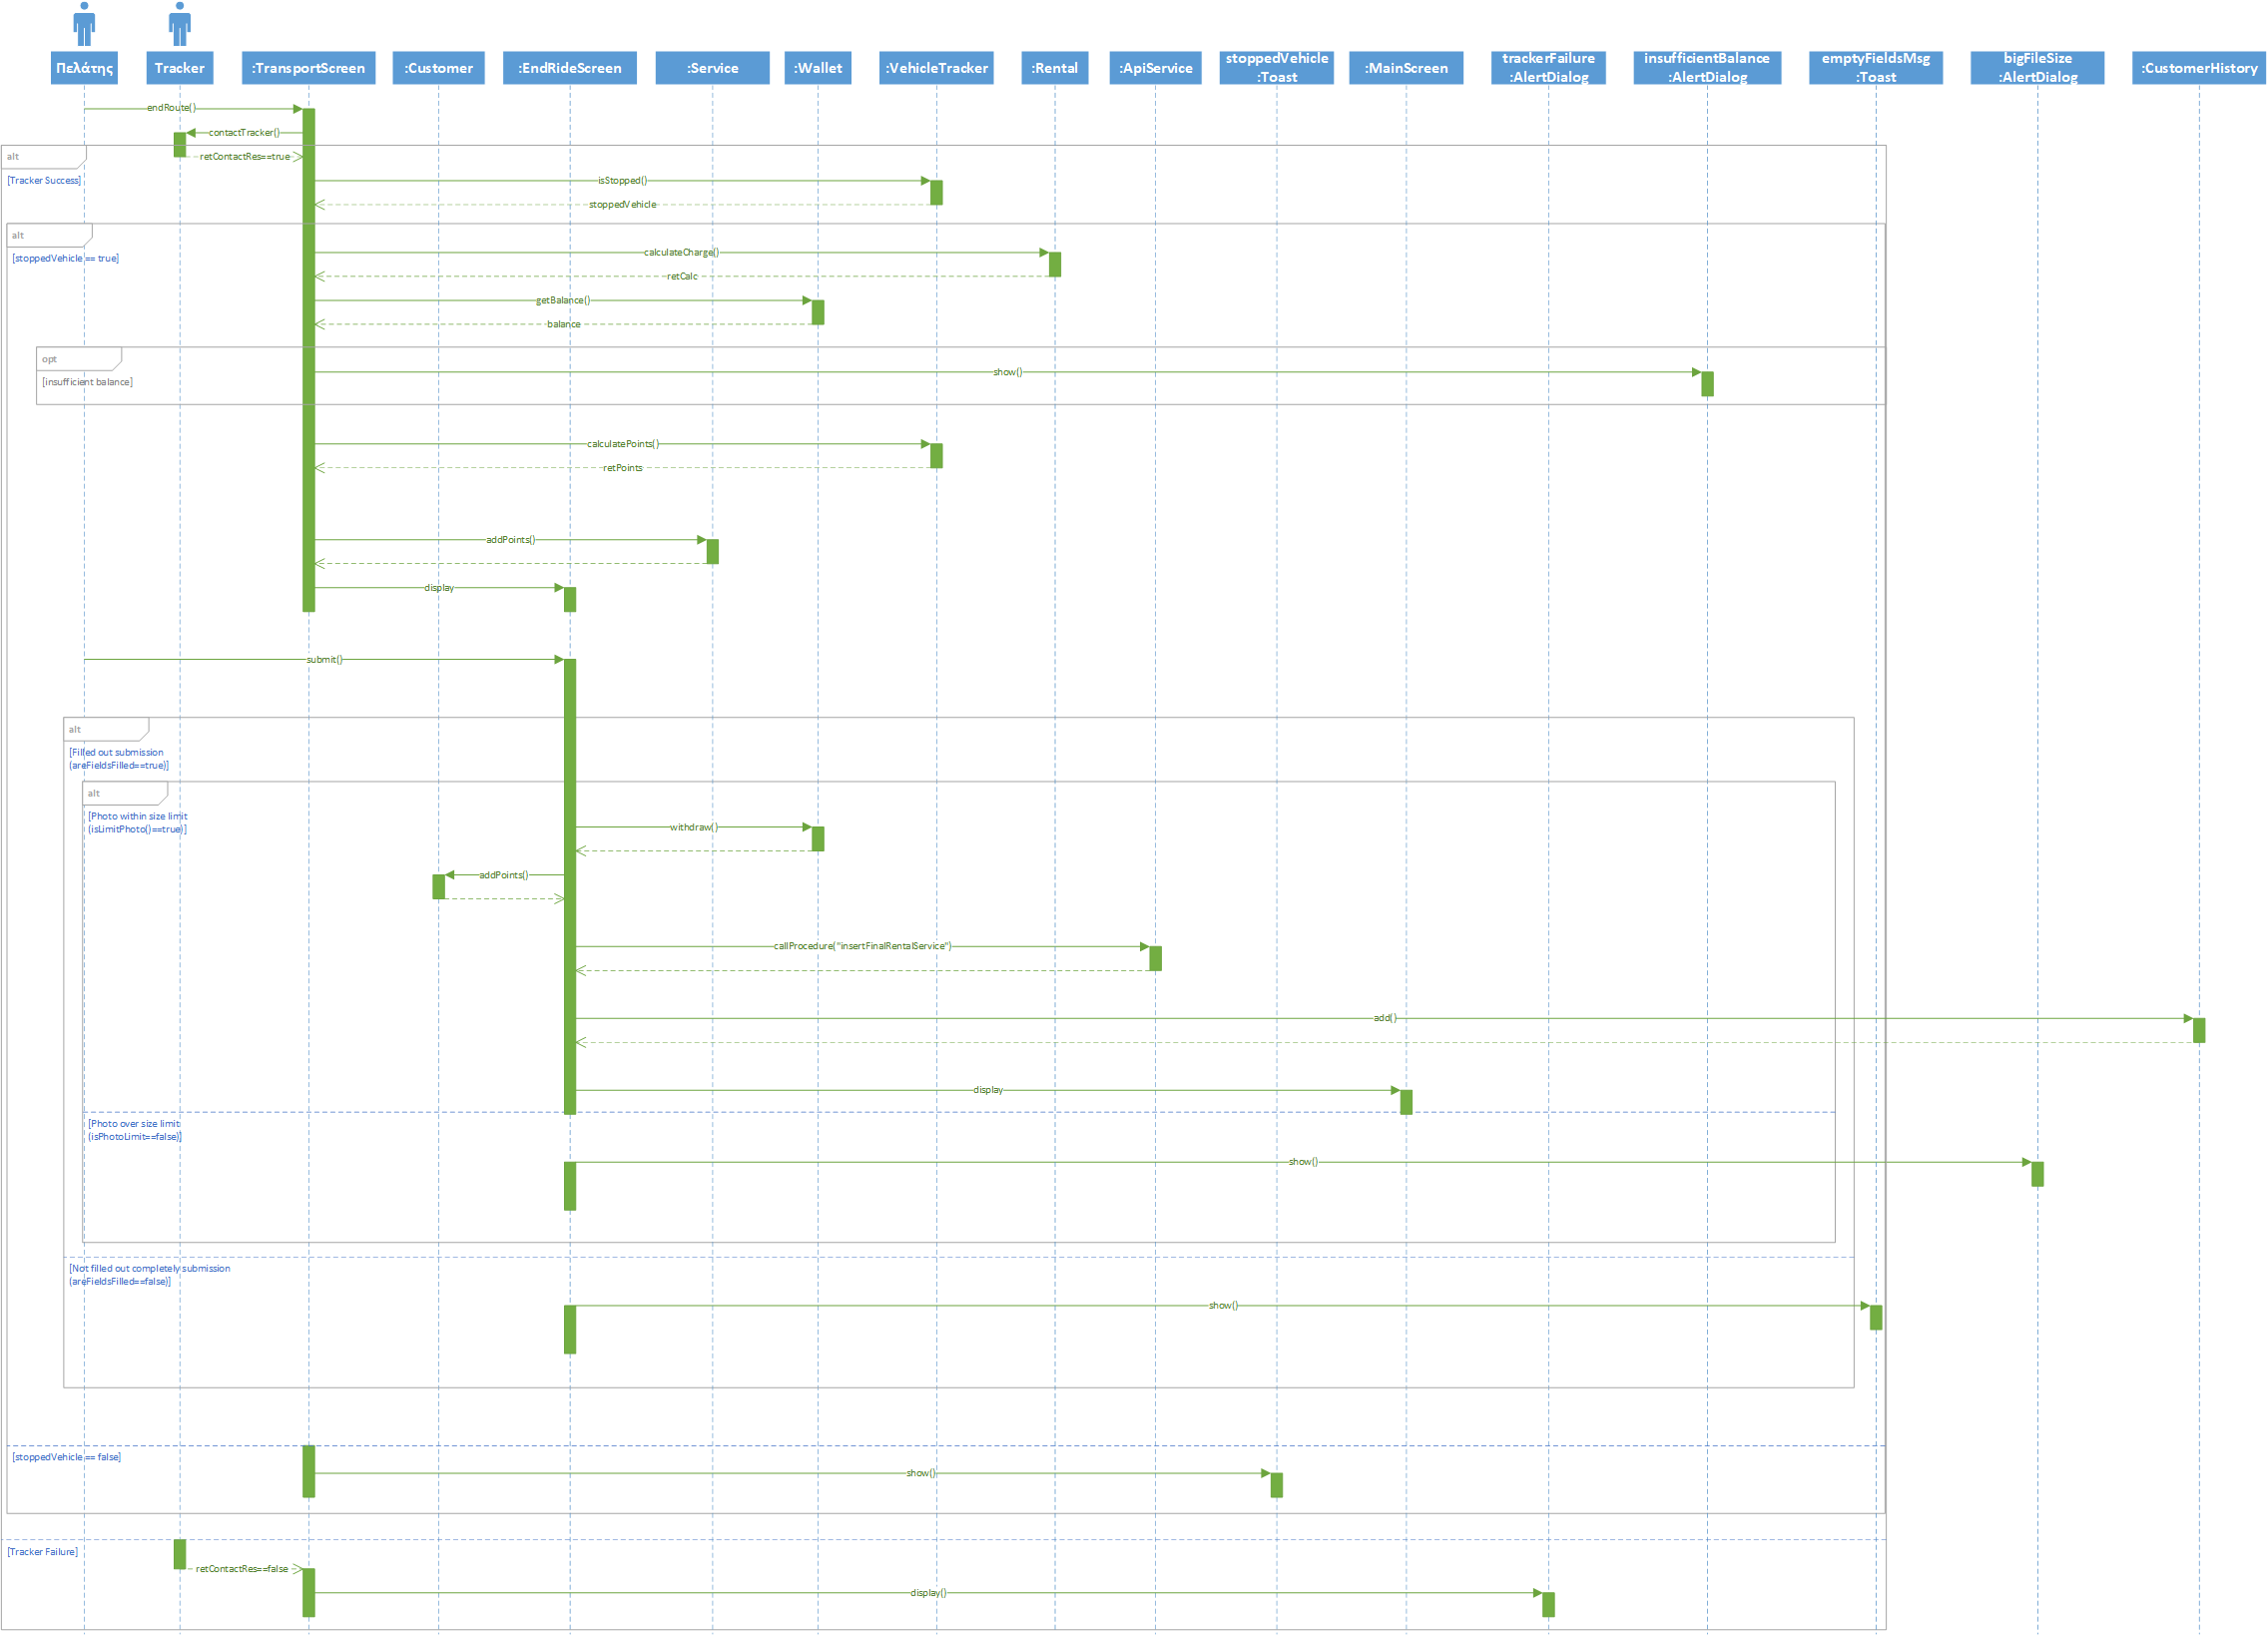 Πελάτης
Tracker
:TransportScreen
:Customer
:EndRideScreen
:Service
:Wallet
:VehicleTracker
:Rental
:ApiService
stoppedVehicle
:Toast
:MainScreen
trackerFailure
:AlertDialog
insufficientBalance
:AlertDialog
emptyFieldsMsg
:Toast
bigFileSize
:AlertDialog
:CustomerHistory
endRoute()
contactTracker()
alt
retContactRes==true
[Tracker Success]
isStopped()
stoppedVehicle
alt
[stoppedVehicle == true]
calculateCharge()
retCalc
getBalance()
balance
opt
[insufficient balance]
show()
calculatePoints()
retPoints
addPoints()
display
submit()
alt
[Filled out submission
(areFieldsFilled==true)]
alt
[Photo within size limit
(isLimitPhoto()==true)]
withdraw()
addPoints()
callProcedure("insertFinalRentalService")
add()
display
[Photo over size limit
(isPhotoLimit==false)]
show()
[Not filled out completely submission
(areFieldsFilled==false)]
show()
[stoppedVehicle == false]
show()
[Tracker Failure]
retContactRes==false
display()